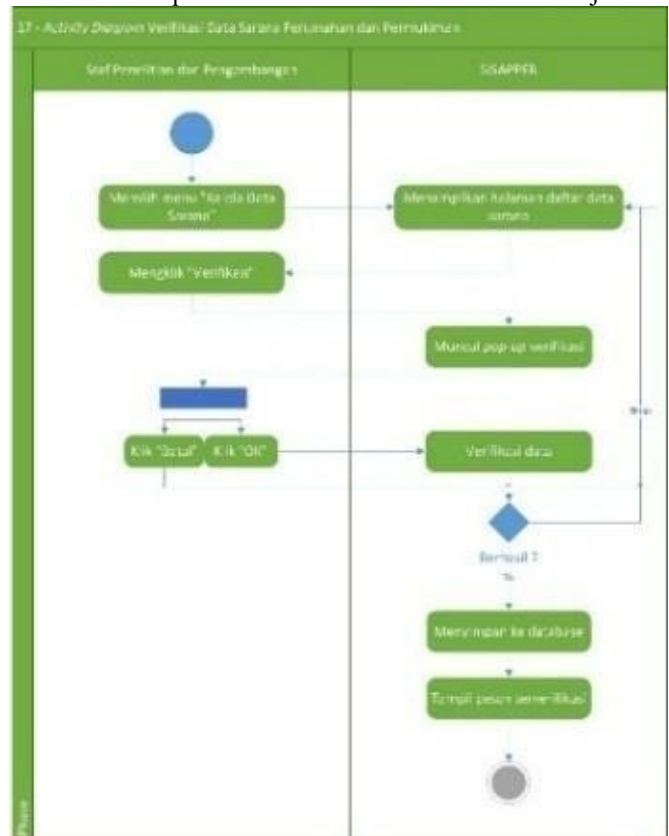 17 - Activity Diagram Verifikasi Data Sarana Perumahan dan Permukiman
Staf Penelitian dan Pengembangan
SISAPPER
Memilih menu "Kelola Data
Sarana"
Menampilkan halaman daftar data
sarana
Mengklik "Verifikasi"
Muncul pop-up verifikasi
Klik "Batal"
Klik "OK"
Verifikasi data
Berhasil ?
Menyimpan ke database
Tampil pesan terverifikasi
Phase